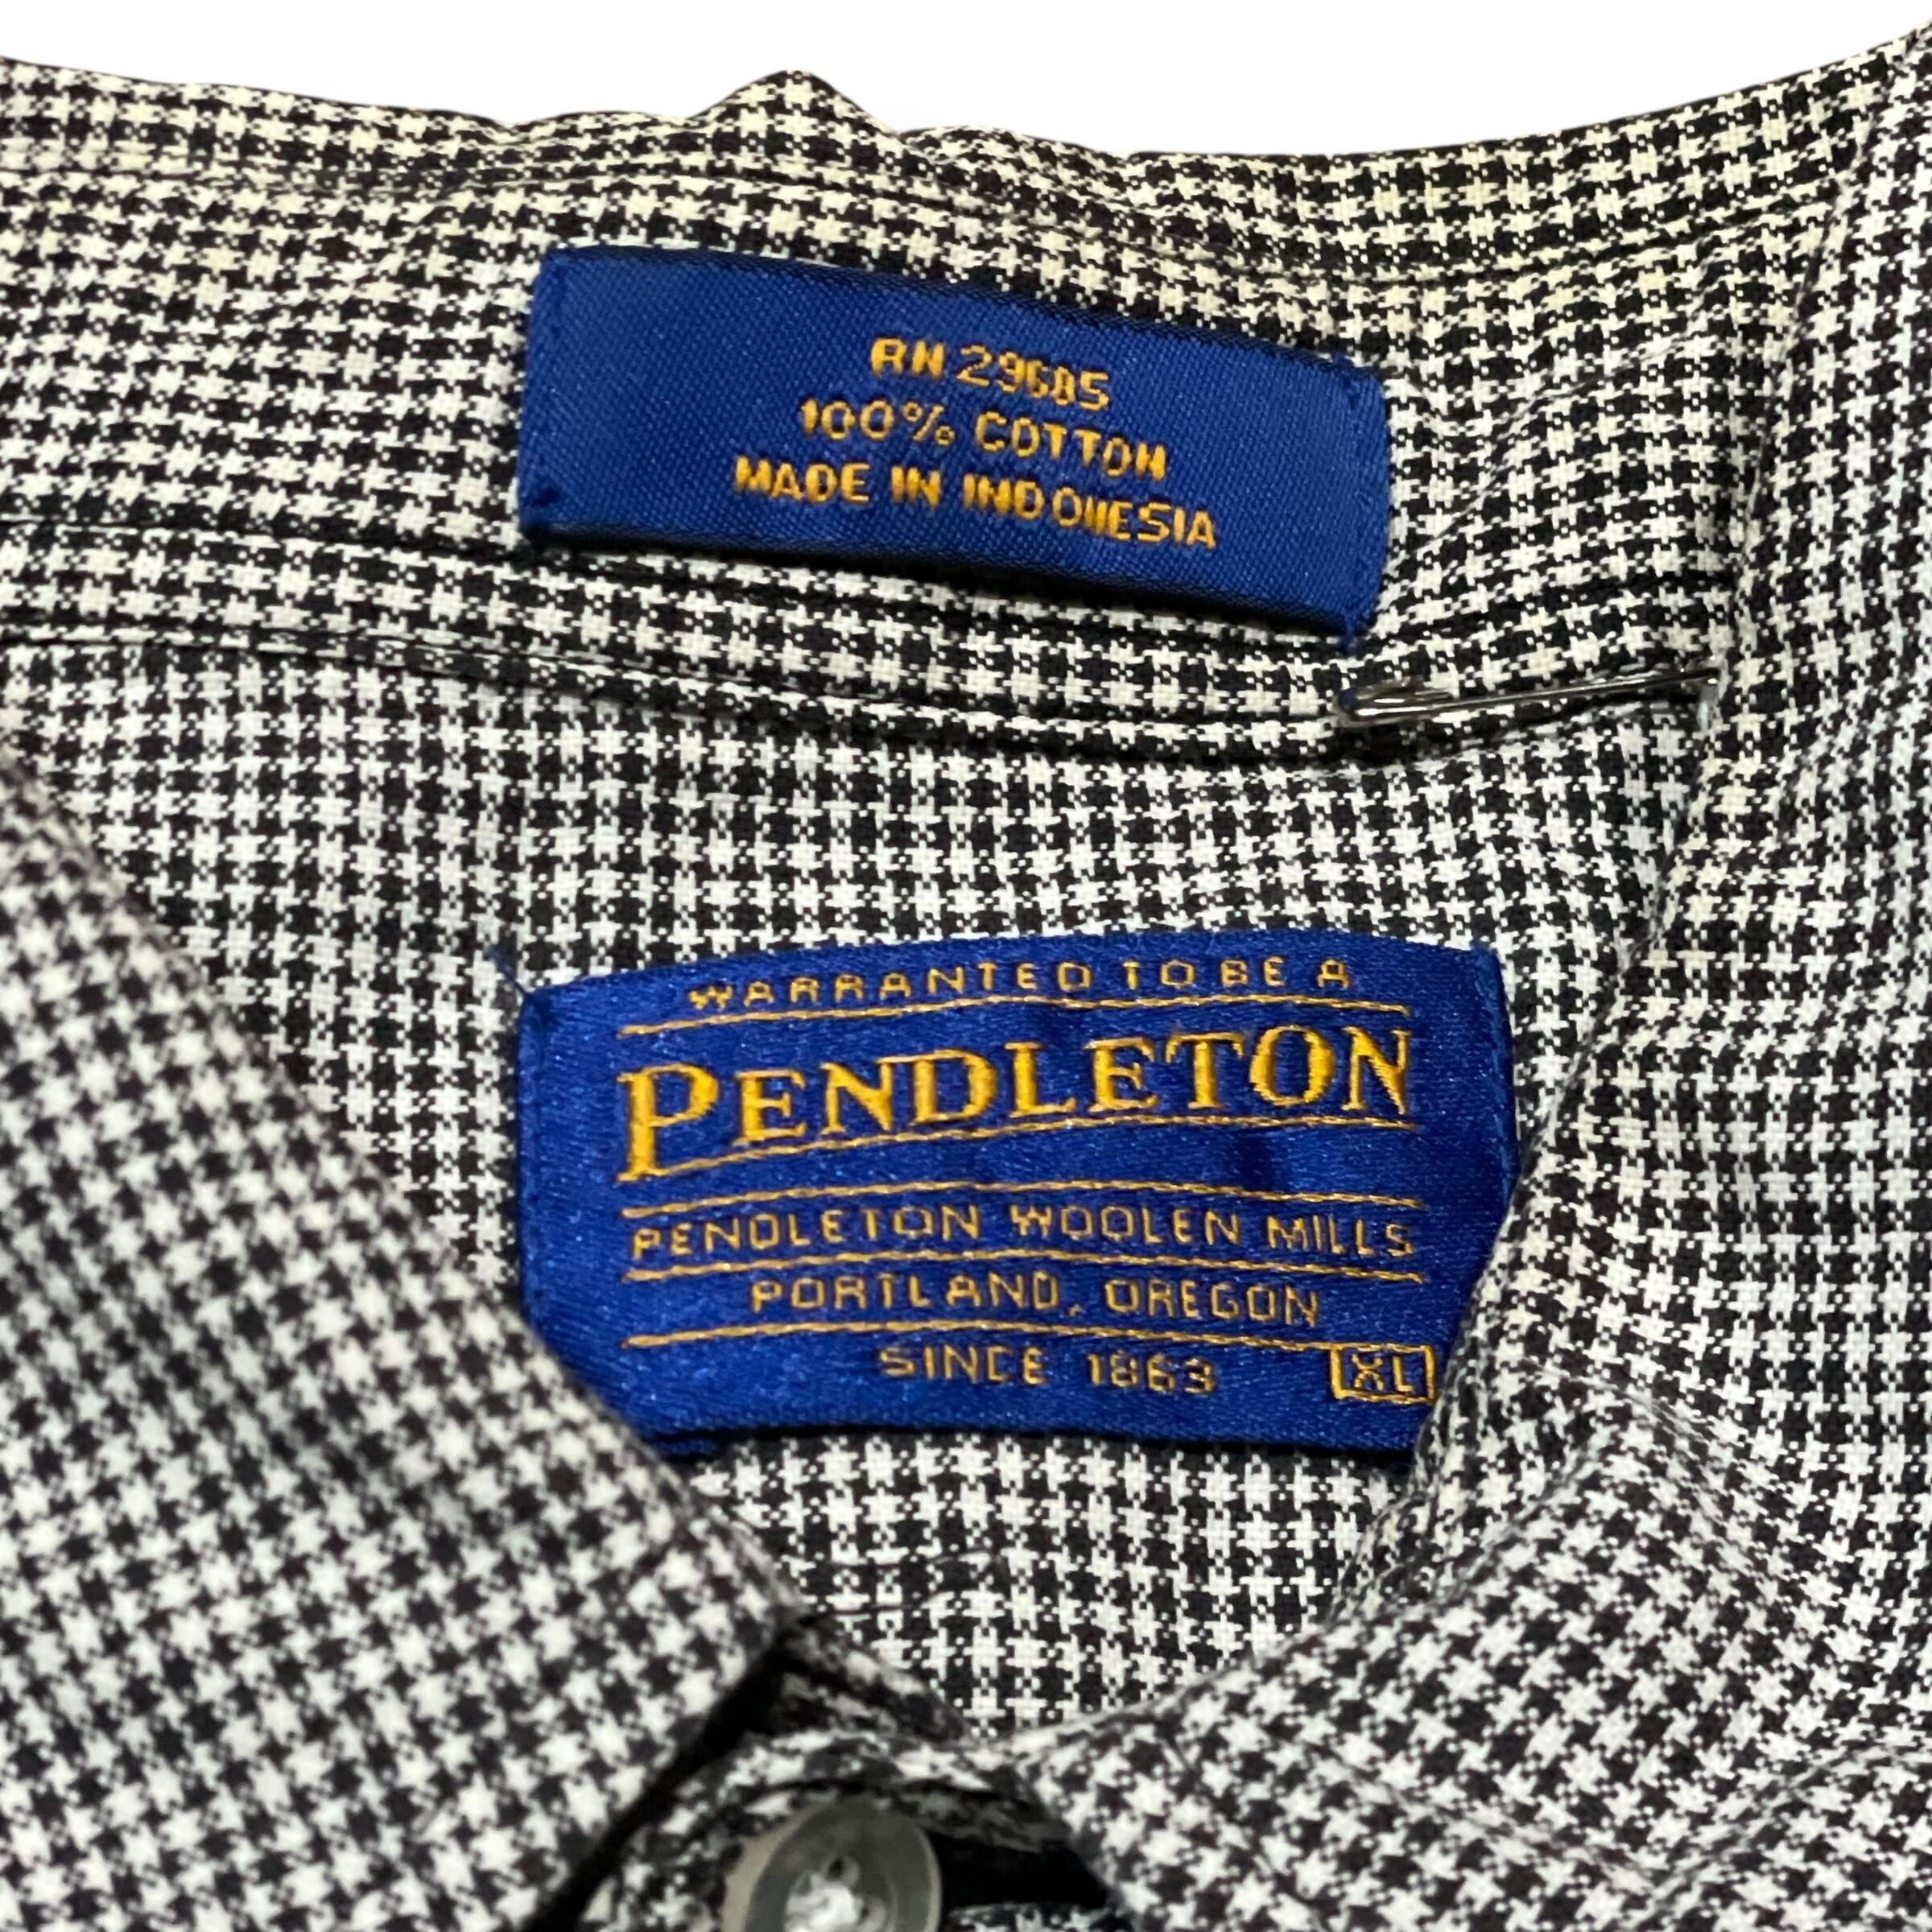 RN 29685
100% COTTON
MADE IN INDONESIA
WARRANTED TO BE A
PENDLETON
PENDLETON WOOLEN MILLS
PORTLAND, OREGON
SINCE 1863 XL